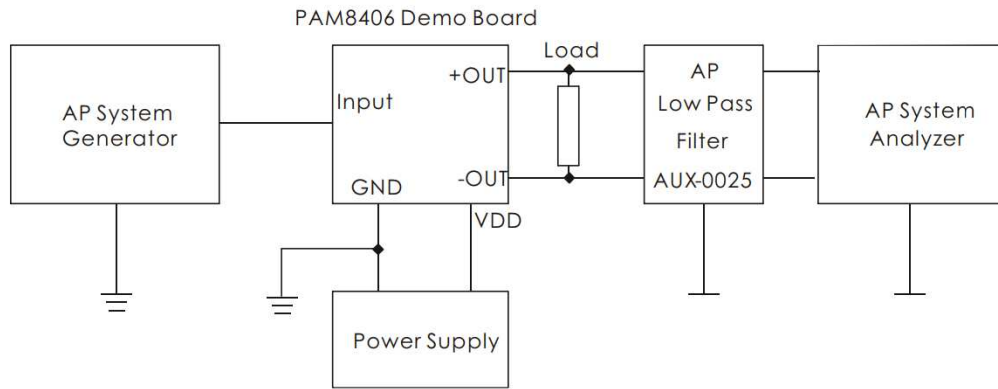 PAM8406 Demo Board
AP System
Generator
Input
+OUT
-OUT
GND
VDD
Load
AP
Low Pass
Filter
AUX-0025
AP System
Analyzer
Power Supply